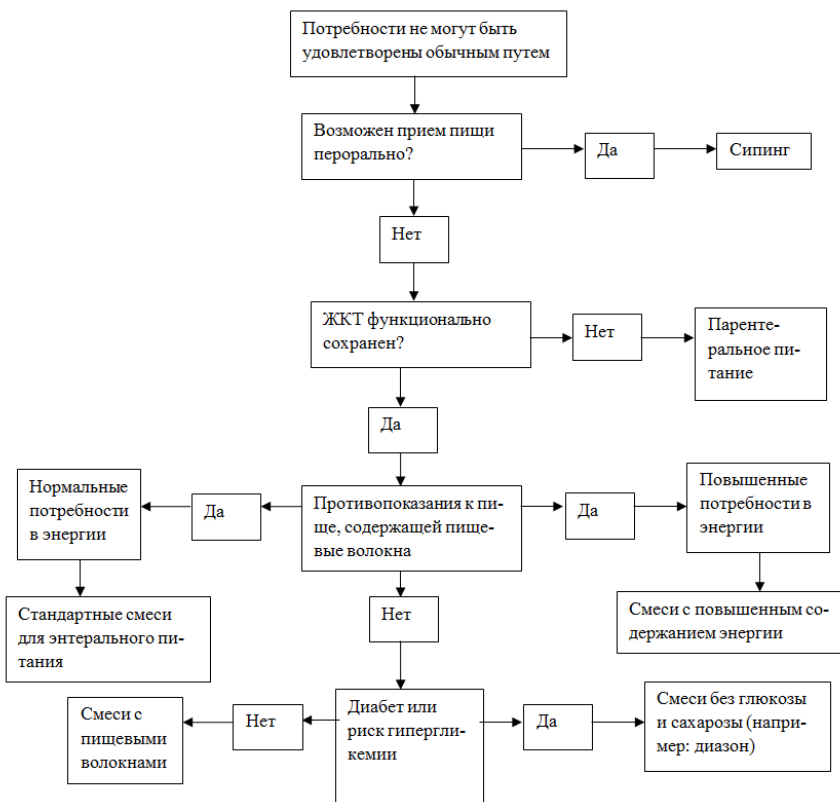 Потребности не могут быть
удовлетворены обычным путем
Возможен прием пищи
перорально?
Да
Сипинг
Нет
ЖКТ функционально
сохранен?
Нет
Паренте-
ральное пи-
тание
Да
Нормальные
потребности
в энергии
Да
Противопоказания к пи-
ще, содержащей пище-
вые волокна
Да
Повышенные
потребности в
энергии
Стандартные смеси
для энтерального пи-
тания
Нет
Смеси с повышенным со-
держанием энергии
Смеси с
пищевыми
волокнами
Нет
Диабет или
риск гипергли-
кемии
Да
Смеси без глюкозы
и сахарозы (напри-
мер: диазон)